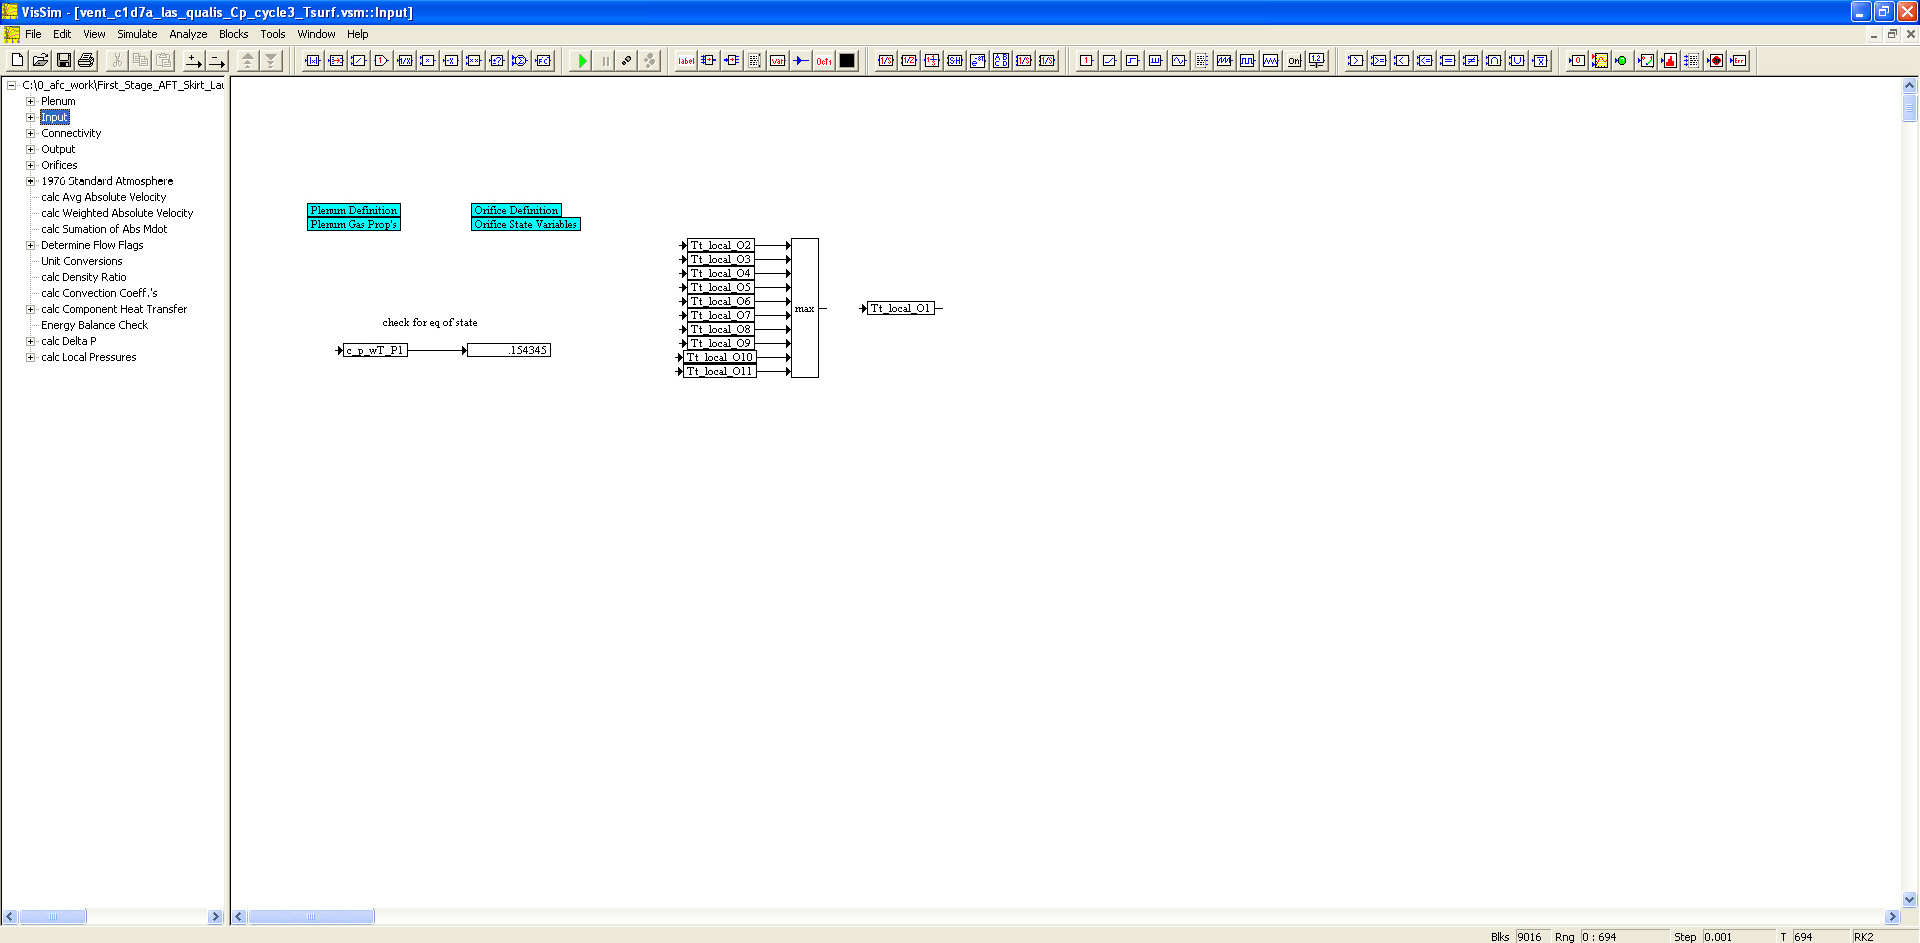 VisSim - [vent_c1d7a_las_qualis_Cp_cycle3_Tsurf.vsm::Input]
File Edit View Simulate Analyze Blocks Tools Window Help
label
var
On
Err
C:\0_afc_work\First_Stage_AFT_Skirt_Lau
Plenum
Input
Connectivity
Output
Orifices
1976 Standard Atmosphere
calc Avg Absolute Velocity
calc Weighted Absolute Velocity
calc Sumation of Abs Mdot
Determine Flow Flags
Unit Conversions
calc Density Ratio
calc Convection Coeff.'s
calc Component Heat Transfer
Energy Balance Check
calc Delta P
calc Local Pressures
Plenum Definition
Plenum Gas Prop's
Orifice Definition
Orifice State Variables
check for eq of state
c_p_wT_P1
.154345
Tt_local_O2
Tt_local_O3
Tt_local_O4
Tt_local_O5
Tt_local_O6
Tt_local_O7
Tt_local_O8
Tt_local_O9
Tt_local_O10
Tt_local_O11
max
Tt_local_O1
Blks 9016 Rng 0 : 694 Step 0.001 T 694 RK2